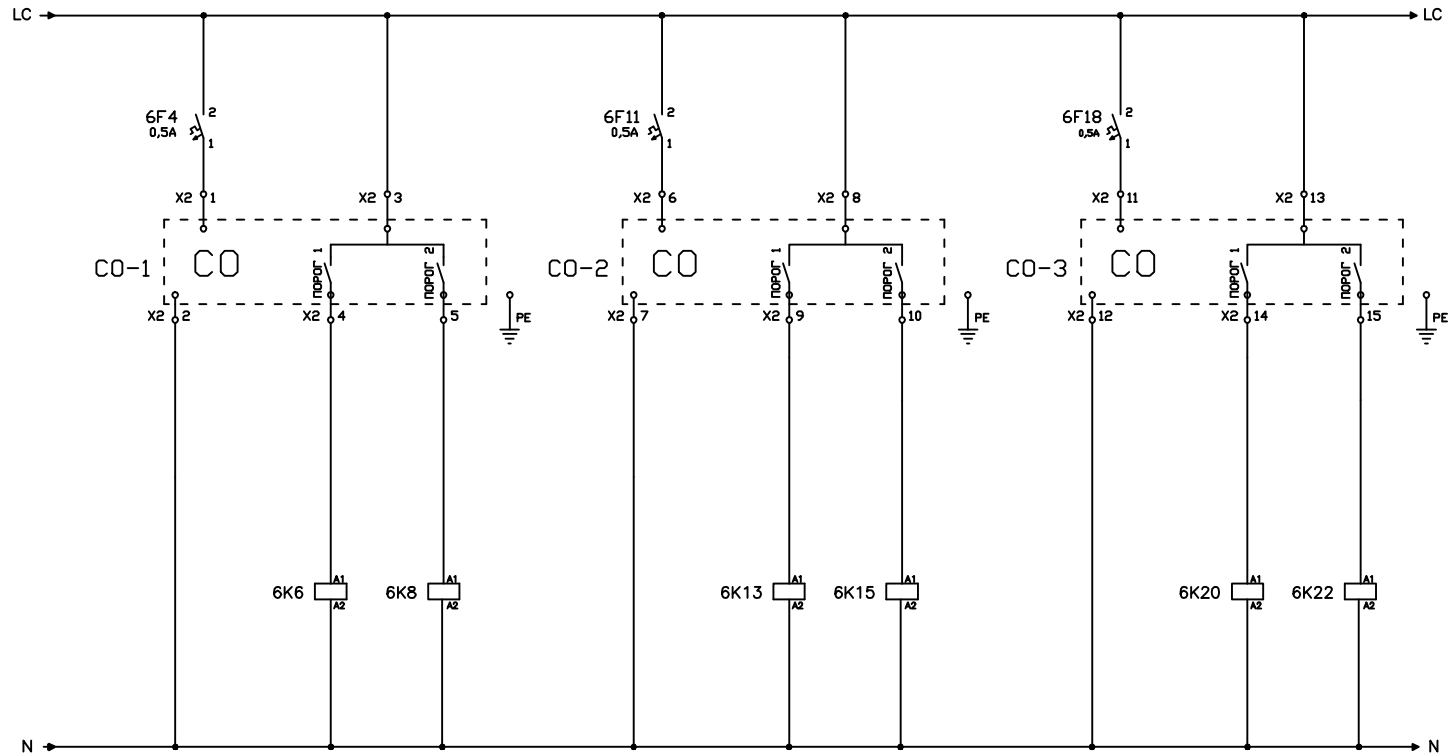 LC LC
6F4 2 6F11 2 6F18 2
0,5A 1 0,5A 1 0,5A 1
X2 1 X2 3 X2 6 X2 8 X2 11 X2 13
ПОРОГ 1 ПОРОГ 2 ПОРОГ 1 ПОРОГ 2 ПОРОГ 1 ПОРОГ 2
CO-1 CO CO-2 CO CO-3 CO
X2 2 X2 4 5 PE X2 7 X2 9 10 PE X2 12 X2 14 15 PE
A1 A1 A1 A1 A1 A1
6K6 6K8 6K13 6K15 6K20 6K22
A2 A2 A2 A2 A2 A2
N N